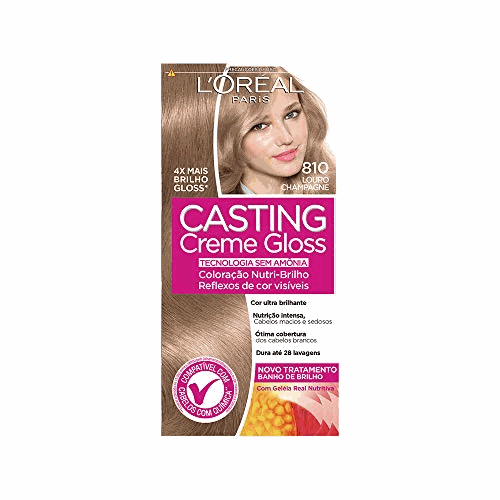 L'ORÉAL
PARIS
4X MAIS
BRILHO
GLOSS*
810
LOURO
CHAMPAGNE
CASTING
Creme Gloss
TECNOLOGIA SEM AMÔNIA
Coloração Nutri-Brilho
Reflexos de cor visíveis
Cor ultra brilhante
Nutrição intensa,
Cabelos macios e sedosos
Ótima cobertura
dos cabelos brancos
Dura até 28 lavagens
NOVO TRATAMENTO
BANHO DE BRILHO
Com Geléia Real Nutritiva
COMPATÍVEL COM
CABELOS COM QUÍMICA*